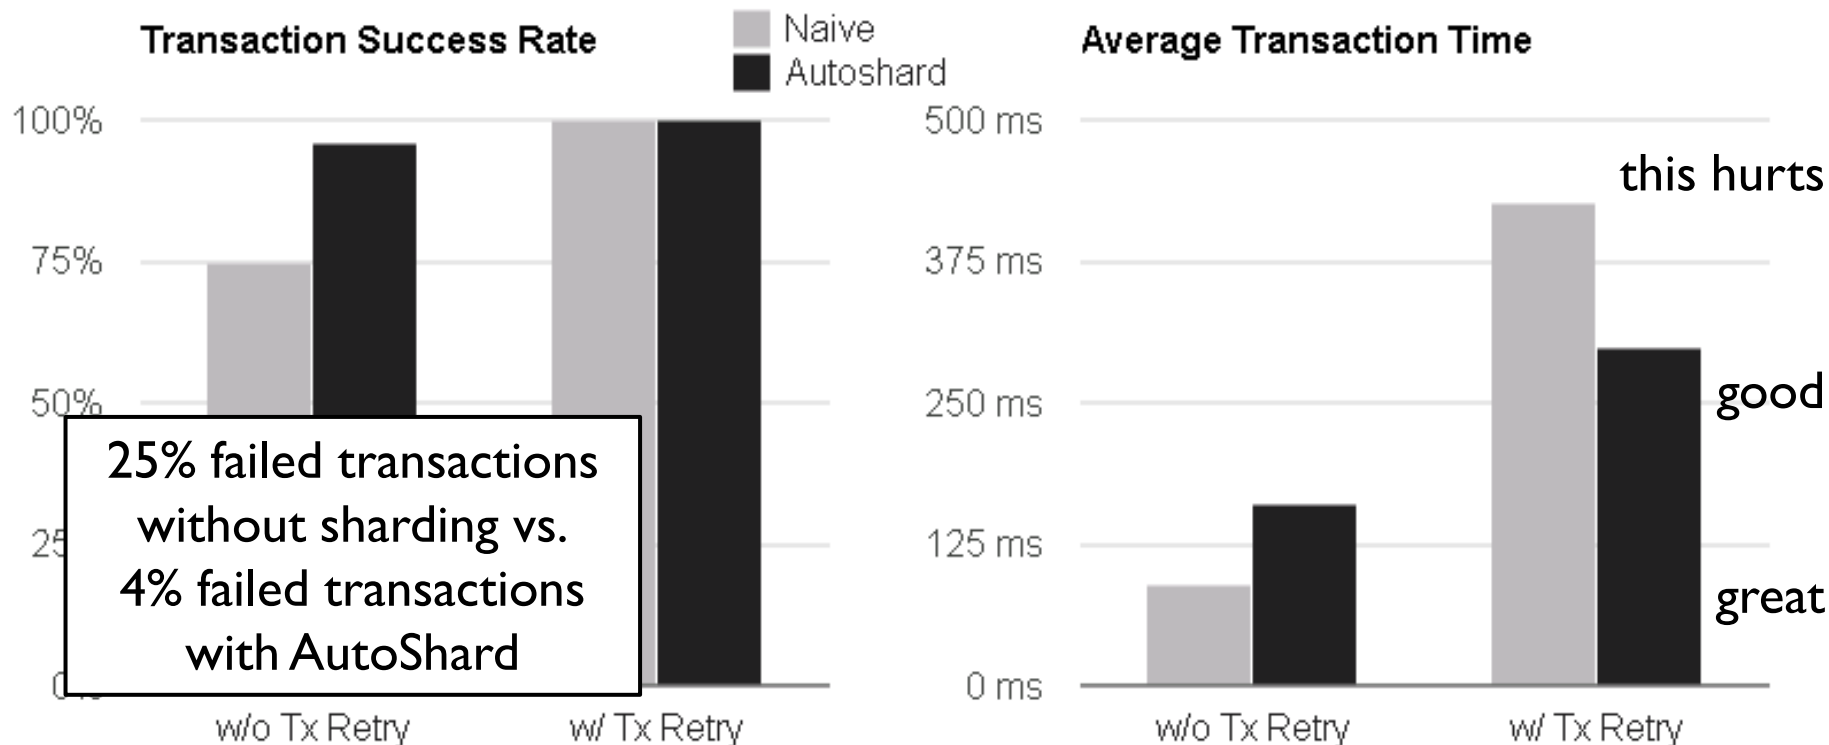 Transaction Success Rate
Naive
Autoshard
100%
75%
50%
25
w/o Tx Retry
w/ Tx Retry
25% failed transactions
without sharding vs.
4% failed transactions
with AutoShard
Average Transaction Time
500 ms
375 ms
250 ms
125 ms
0 ms
w/o Tx Retry
w/ Tx Retry
this hurts
good
great